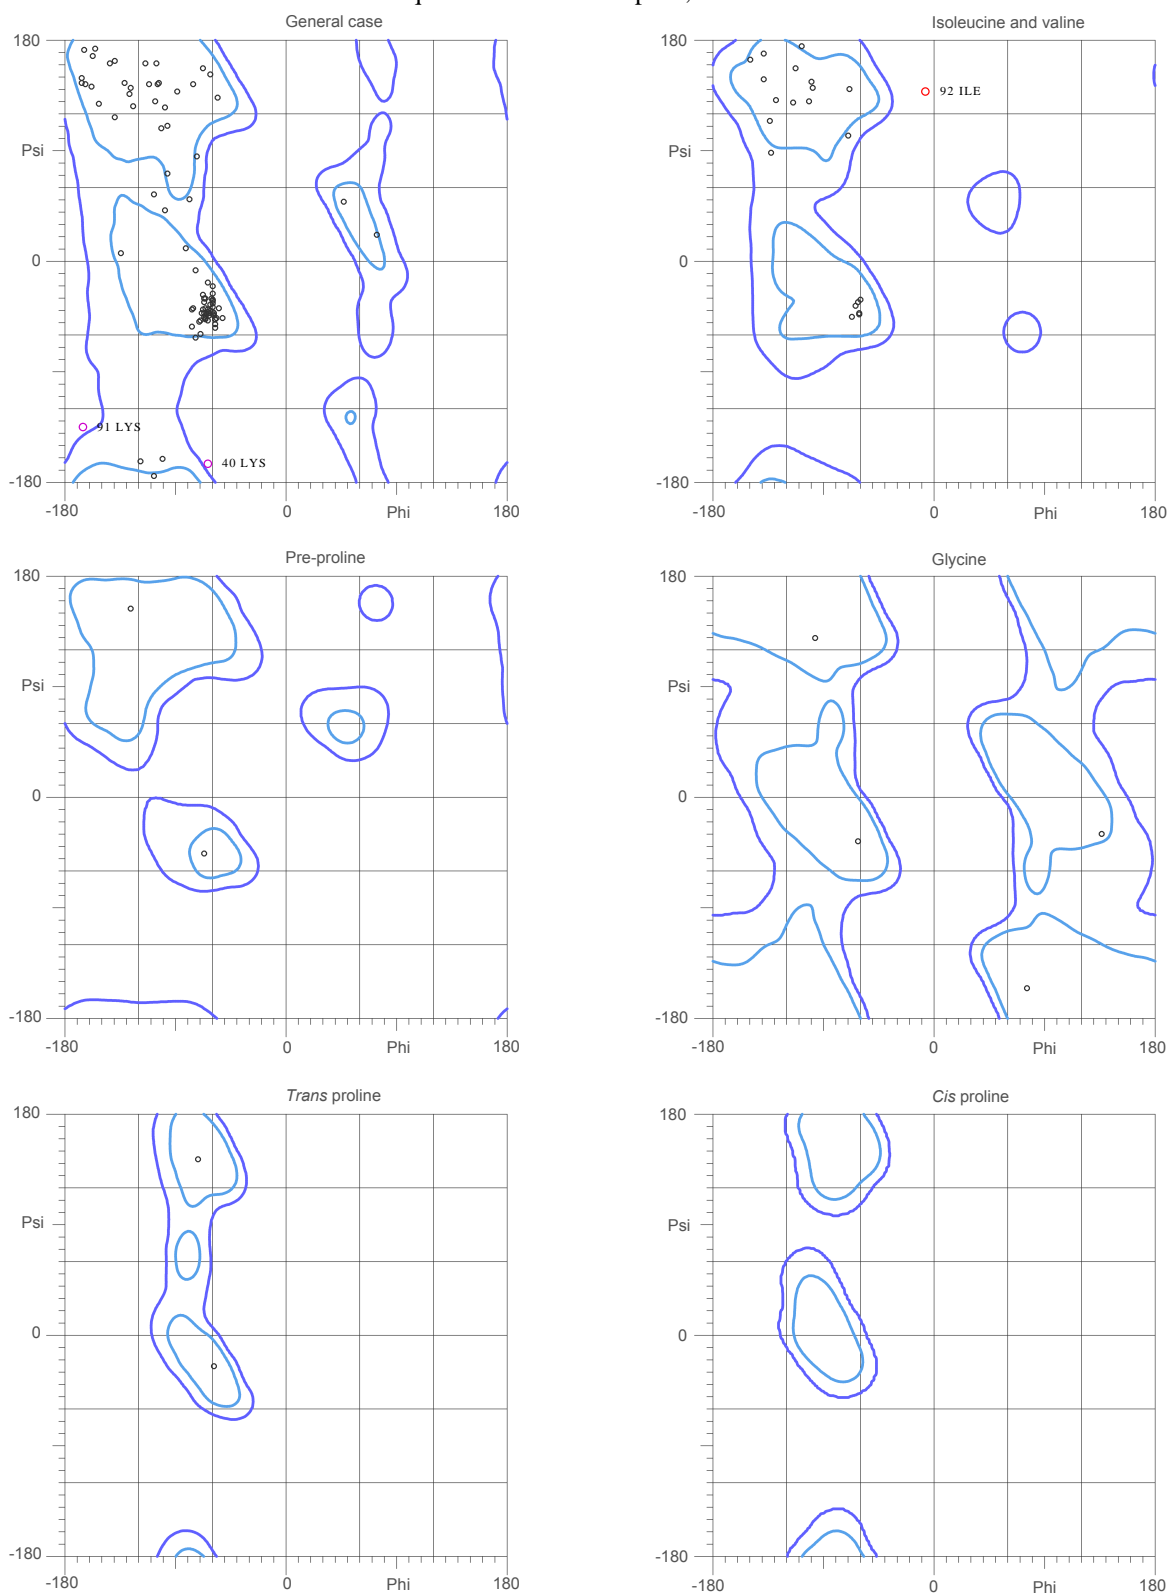 General case
Isoleucine and valine
180
Psi
0
-180
91 LYS
40 LYS
-180
0
Phi
180
180
Psi
0
-180
92 ILE
-180
0
Phi
180
Pre-proline
Glycine
180
Psi
0
-180
-180
0
Phi
180
180
Psi
0
-180
-180
0
Phi
180
Trans proline
Cis proline
180
Psi
0
-180
-180
0
Phi
180
180
Psi
0
-180
-180
0
Phi
180